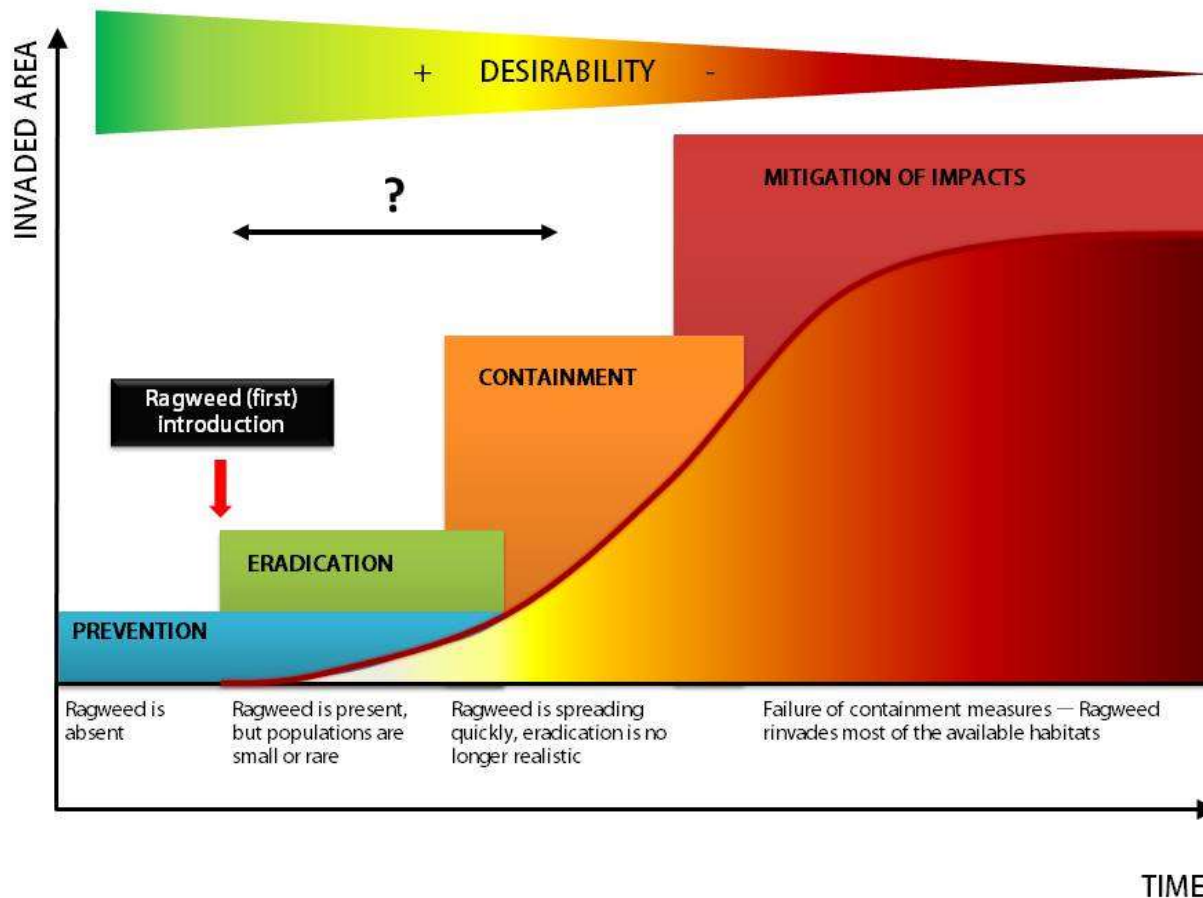 INVADED AREA
+ DESIRABILITY -
?
MITIGATION OF IMPACTS
CONTAINMENT
Ragweed (first)
introduction
ERADICATION
PREVENTION
Ragweed is
absent
Ragweed is present,
but populations are
small or rare
Ragweed is spreading
quickly, eradication is no
longer realistic
Failure of containment measures — Ragweed
rinvades most of the available habitats
TIME